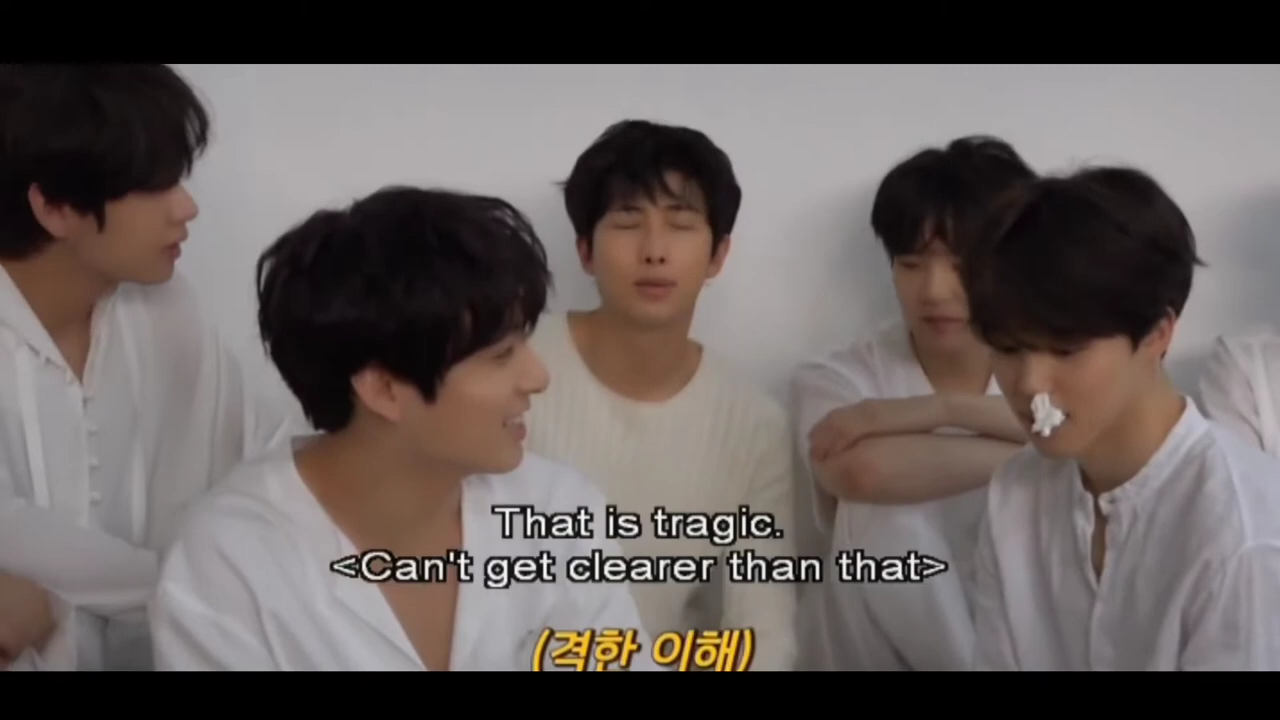 That is tragic.
<Can't get clearer than that>
(격한 이해)